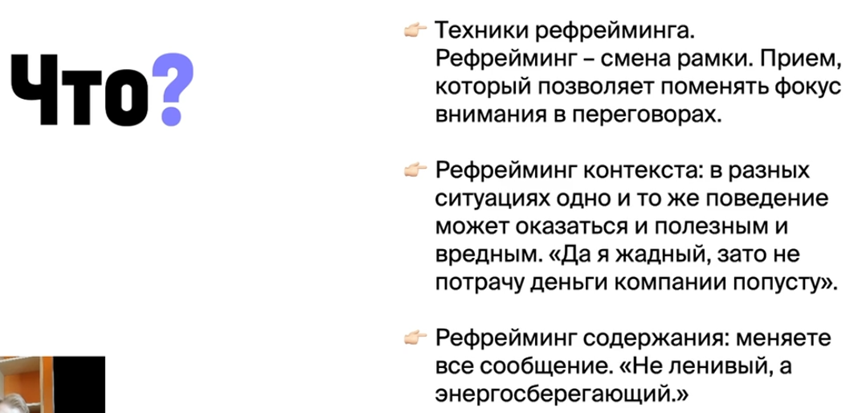 Что?
👉🏻 Техники рефрейминга.
Рефрейминг – смена рамки. Прием,
который позволяет поменять фокус
внимания в переговорах.
👉🏻 Рефрейминг контекста: в разных
ситуациях одно и то же поведение
может оказаться и полезным и
вредным. «Да я жадный, зато не
потрачу деньги компании попусту».
👉🏻 Рефрейминг содержания: меняете
все сообщение. «Не ленивый, а
энергосберегающий.»